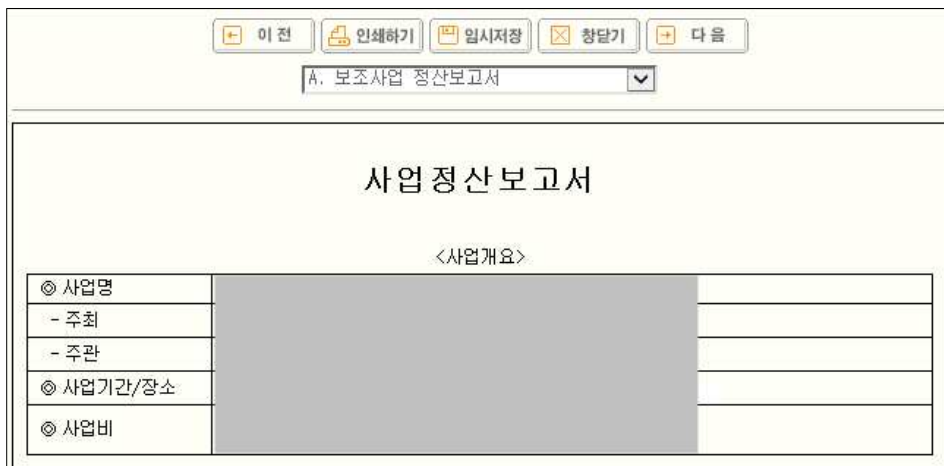 이 전 인쇄하기 임시저장 창닫기 다 음
A. 보조사업 정산보고서
사업정산보고서
<사업개요>
◎ 사업명
- 주최
- 주관
◎ 사업기간/장소
◎ 사업비